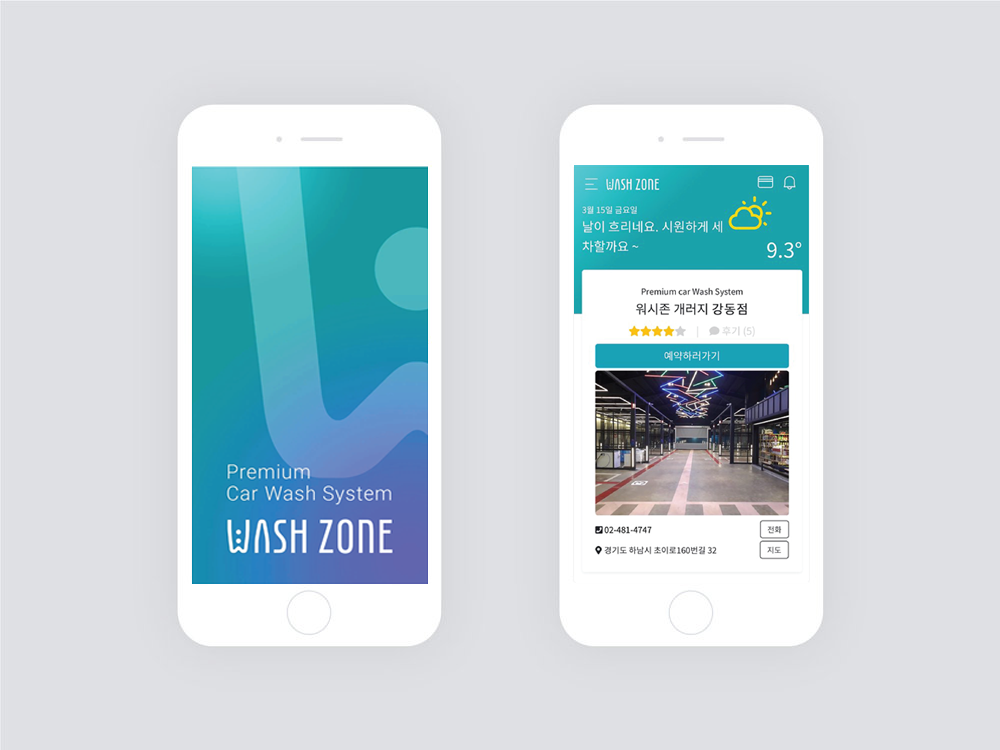 Premium
Car Wash System
WASH ZONE
WASH ZONE
3월 15일 금요일
날이 흐리네요. 시원하게 세
차할까요 ~
9.3°
Premium car Wash System
워시존 개러지 강동점
후기 (5)
예약하러가기
02-481-4747
전화
경기도 하남시 초이로160번길 32
지도